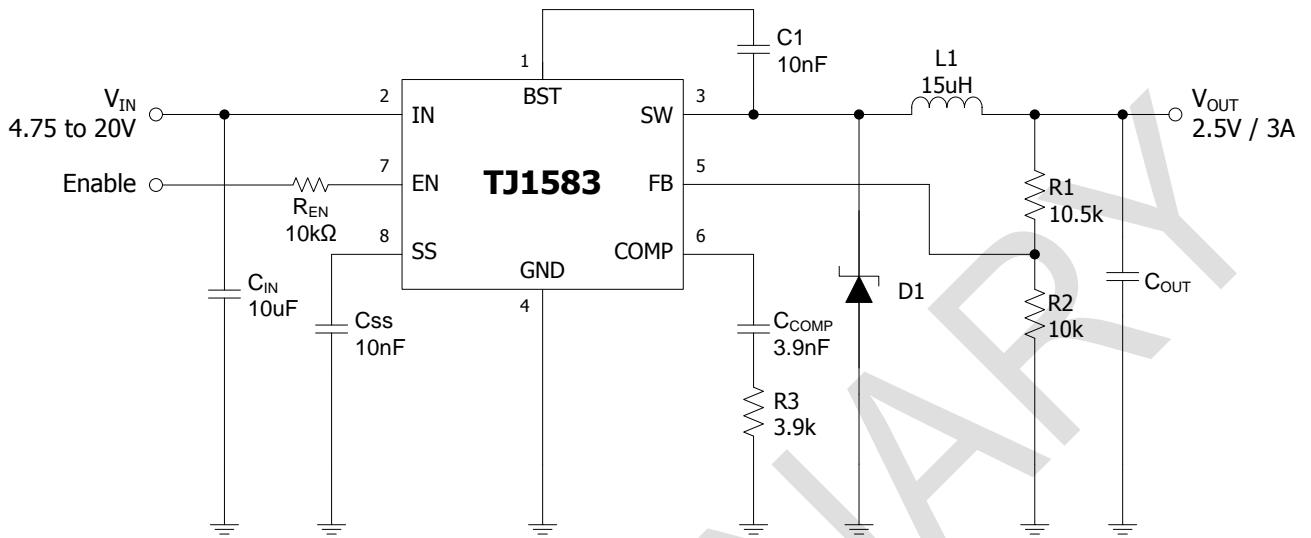 C1
10nF
L1
15uH
1
V_IN
4.75 to 20V
2
IN
BST
SW
3
V_OUT
2.5V / 3A
Enable
7
EN
TJ1583
FB
5
R_EN
10kΩ
R1
10.5k
8
SS
GND
COMP
6
4
C_IN
10uF
Css
10nF
C_COMP
3.9nF
D1
R2
10k
C_OUT
R3
3.9k
NARY